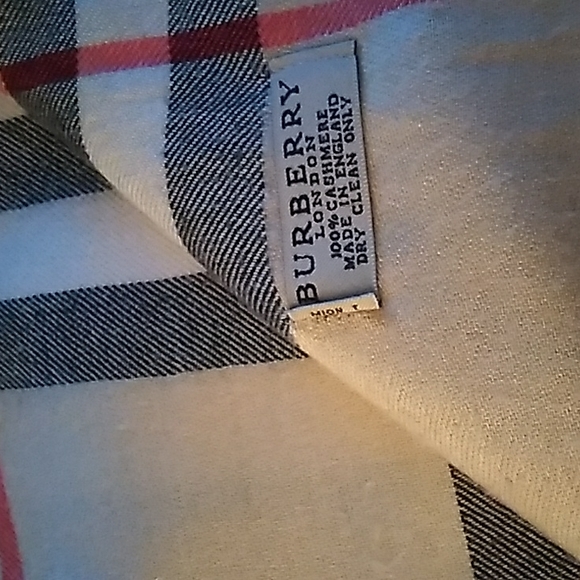 BURBERRY
LONDON
100% CASHMERE
MADE IN ENGLAND
DRY CLEAN ONLY